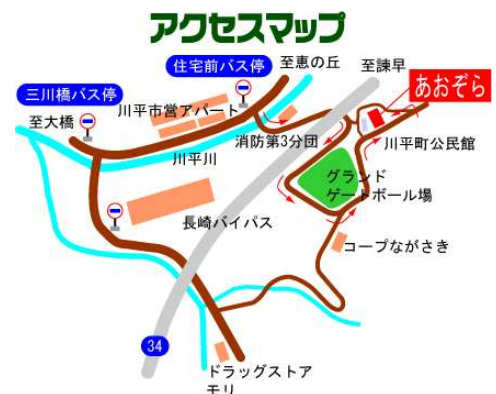 アクセスマップ
住宅前バス停
至恵の丘
至諫早
あおぞら
三川橋バス停
川平市営アパート
至大橋
消防第3分団
川平町公民館
川平川
グランド
ゲートボール場
長崎バイパス
コープながさき
34
ドラッグストア
モリ